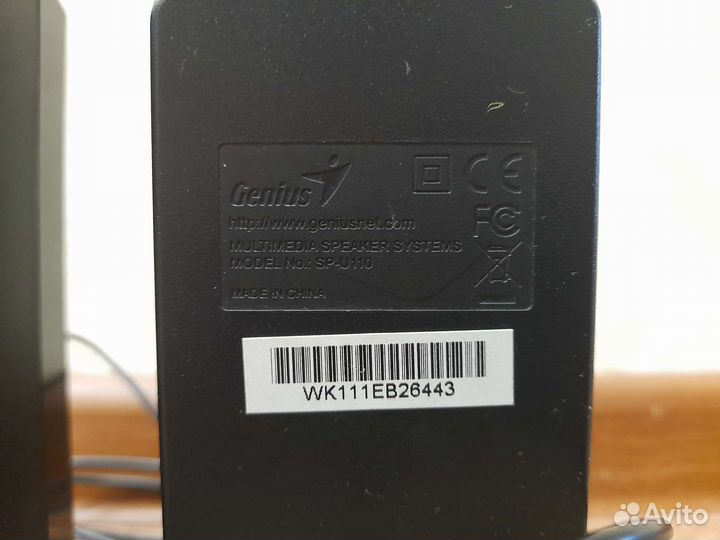 Genius
CE
http://www.geniusnet.com
FC
MULTIMEDIA SPEAKER SYSTEMS
MODEL No.: SP-U110
MADE IN CHINA
WK111EB26443
Avito